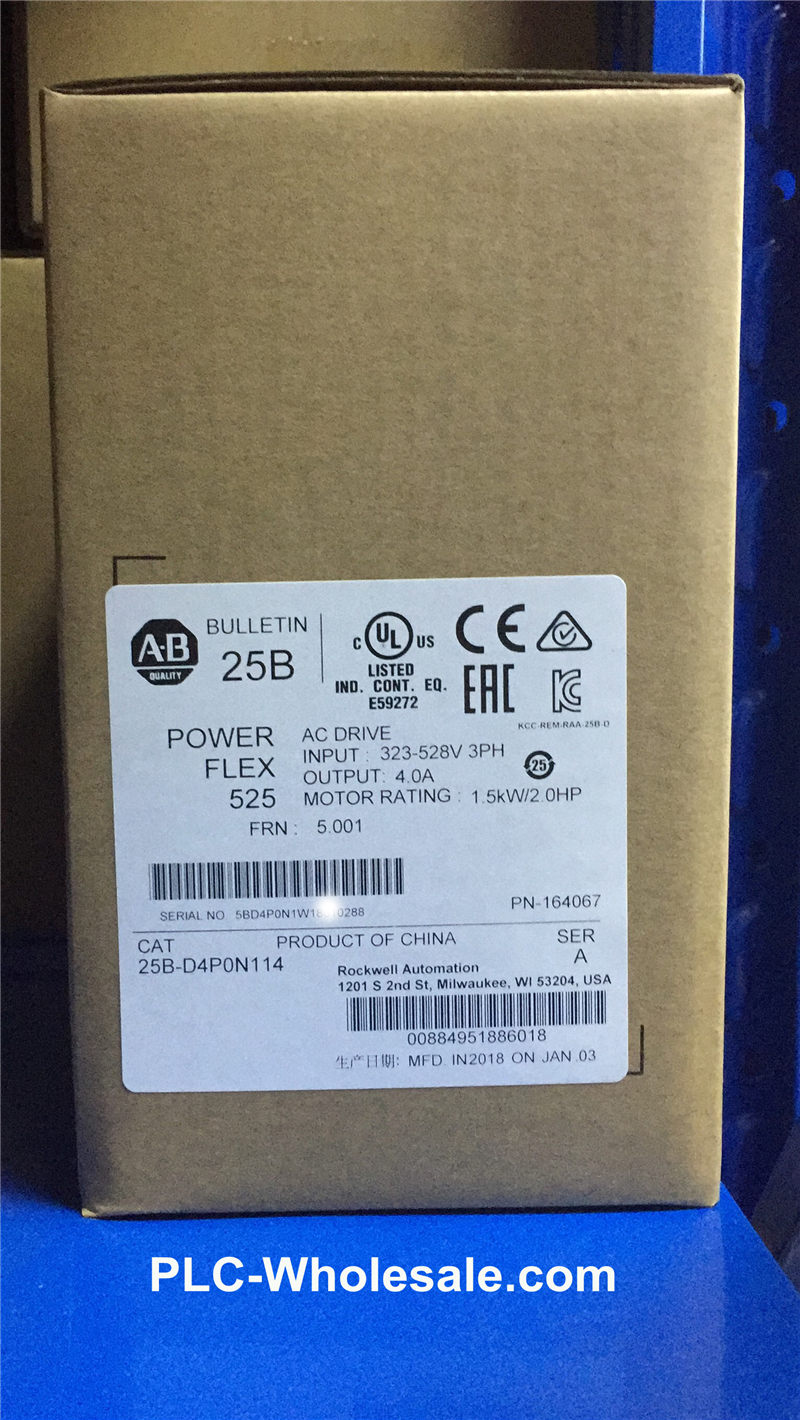 A-B
QUALITY
BULLETIN
25B
C UL US
LISTED
IND. CONT. EQ.
E59272
CE
EAC
KC
KCC-REM-RAA-25B-D
POWER
FLEX
525
AC DRIVE
INPUT : 323-528V 3PH
OUTPUT: 4.0A
MOTOR RATING : 1.5kW/2.0HP
25
FRN : 5.001
SERIAL NO
PN-164067
CAT
25B-D4P0N114
PRODUCT OF CHINA
SER
A
Rockwell Automation
1201 S 2nd St, Milwaukee, WI 53204, USA
00884951886018
生产日期: MFD. IN2018 ON JAN.03
PLC-Wholesale.com